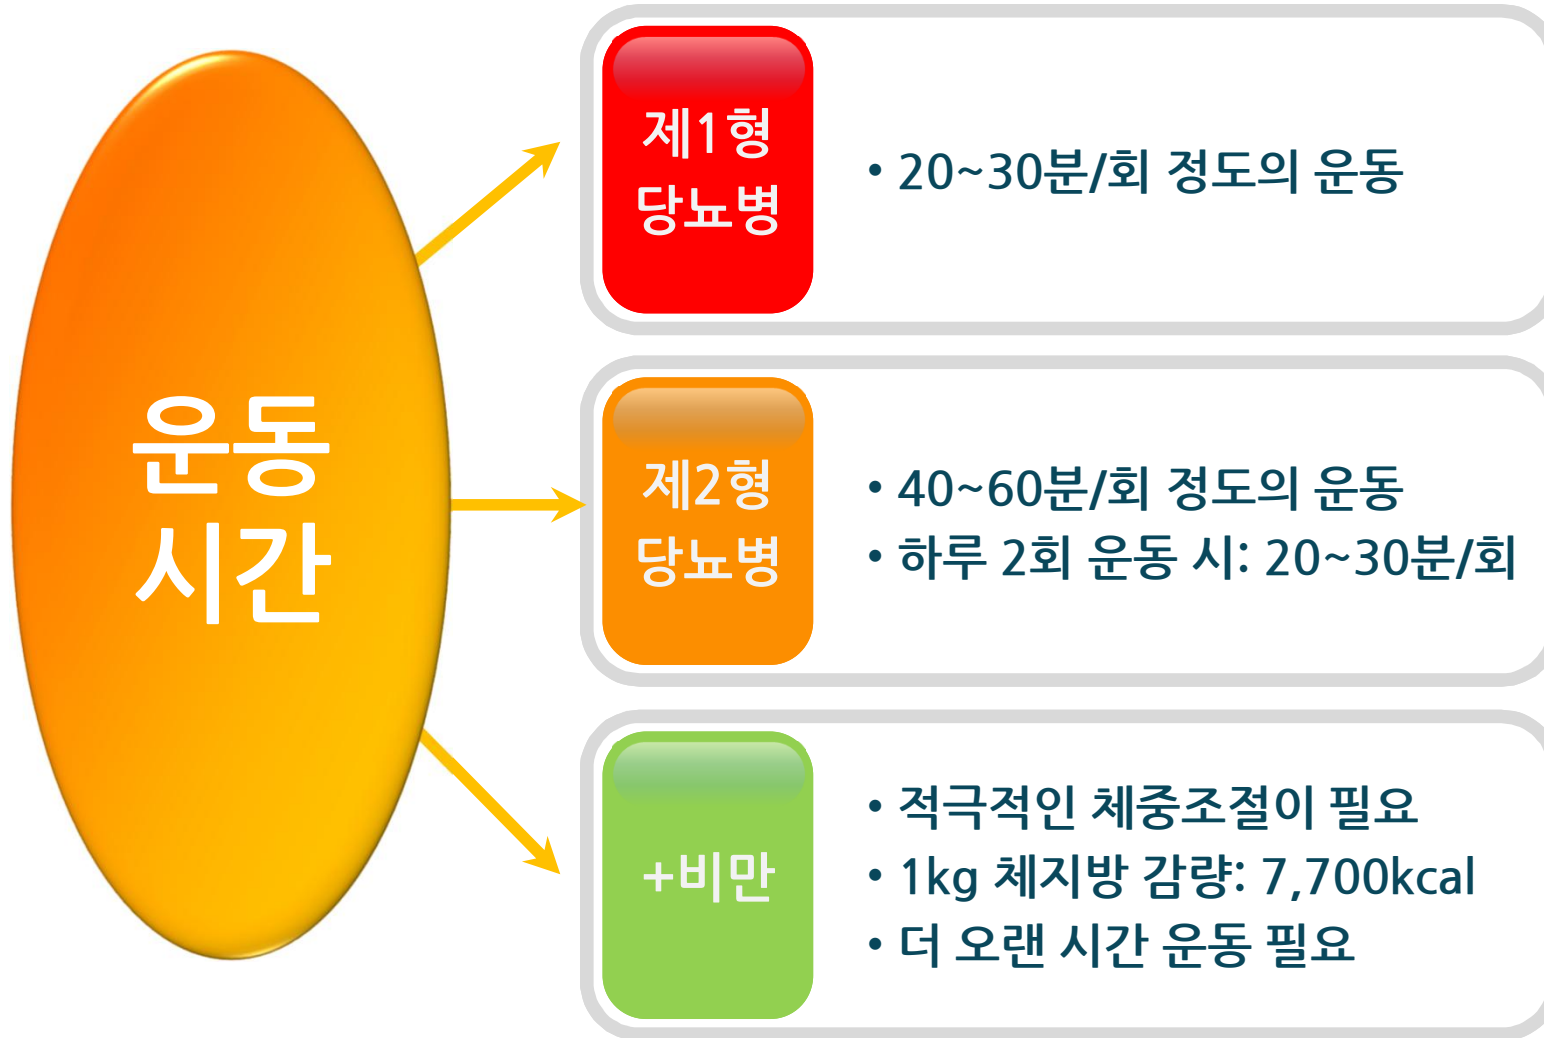 운동
시간
제1형
당뇨병
• 20~30분/회 정도의 운동
제2형
당뇨병
• 40~60분/회 정도의 운동
• 하루 2회 운동 시: 20~30분/회
+비만
• 적극적인 체중조절이 필요
• 1kg 체지방 감량: 7,700kcal
• 더 오랜 시간 운동 필요